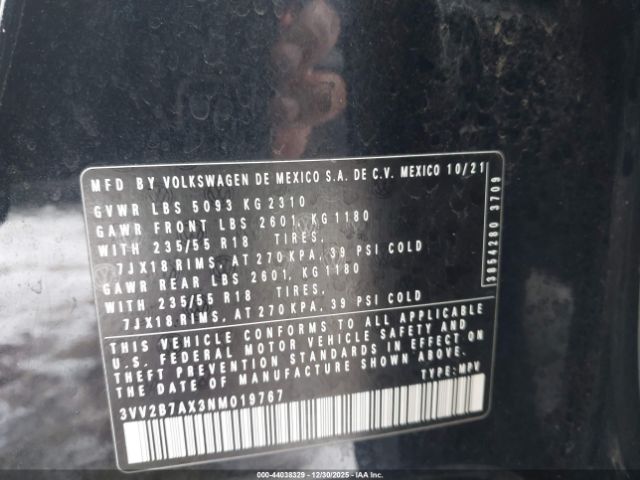 MFD BY VOLKSWAGEN DE MEXICO S.A. DE C.V. MEXICO 10/21
GVWR LBS 5093 KG 2310
GAWR FRONT LBS 2601, KG 1180
WITH 235/55 R18 TIRES,
7JX18 RIMS, AT 270 KPA, 39 PSI COLD
GAWR REAR LBS 2601, KG 1180
WITH 235/55 R18 TIRES,
7JX18 RIMS, AT 270 KPA, 39 PSI COLD
THIS VEHICLE CONFORMS TO ALL APPLICABLE
U.S. FEDERAL MOTOR VEHICLE SAFETY AND
THEFT PREVENTION STANDARDS IN EFFECT ON
THE DATE OF MANUFACTURE SHOWN ABOVE.
3VV2B7AX3NM019767 TYPE: MPV
3054280 3709
000-44038329 - 12/30/2025 - IAA HOLDINGS, LLC